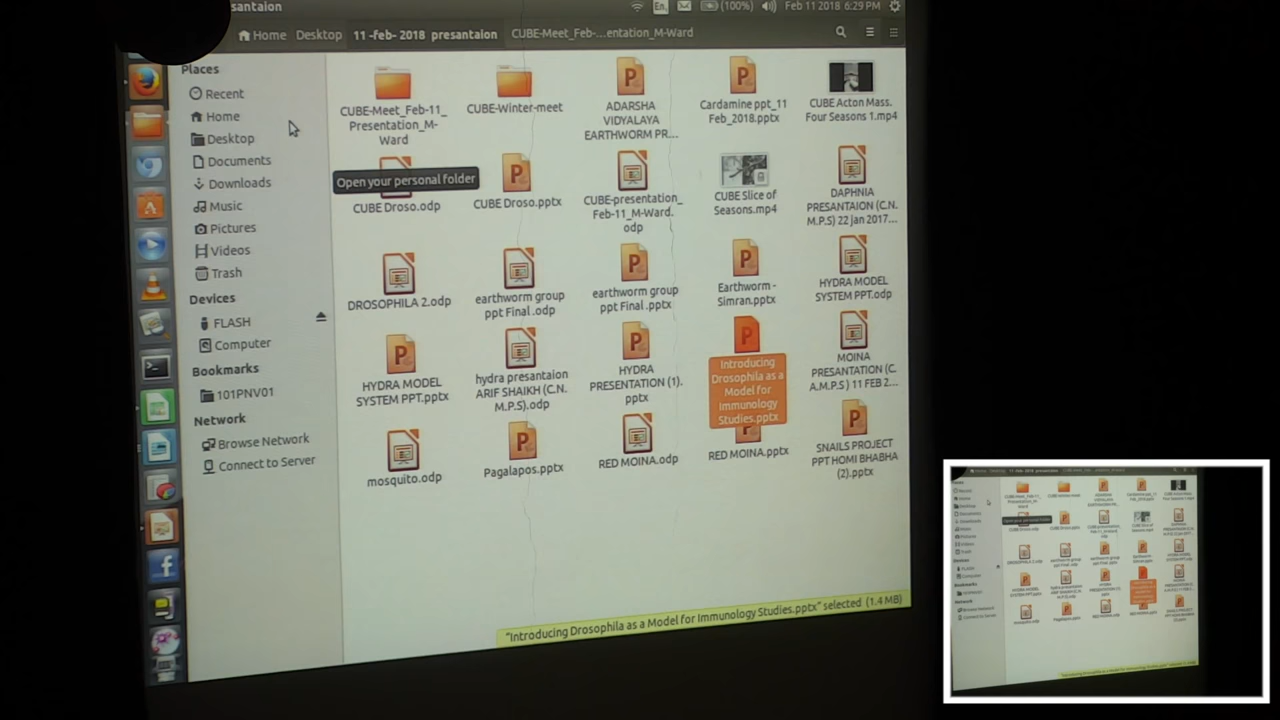 santaion
En
(100%)
Feb 11 2018 6:29 PM
Home
Desktop
11 -feb- 2018 presantaion
CUBE-Meet_Feb-...entation_M-Ward
Places
Recent
Home
Desktop
Documents
Downloads
Music
Pictures
Videos
Trash
Devices
FLASH
Computer
Bookmarks
101PNV01
Network
Browse Network
Connect to Server
CUBE-Meet_Feb-11_
Presentation_M-
Ward
CUBE-Winter-meet
ADARSHA
VIDYALAYA
EARTHWORM PR...
Cardamine ppt_11
Feb_2018.pptx
CUBE Acton Mass.
Four Seasons 1.mp4
Open your personal folder
CUBE Droso.odp
CUBE Droso.pptx
CUBE-presentation_
Feb-11_M-Ward.
odp
CUBE Slice of
Seasons.mp4
DAPHNIA
PRESANTAION (C.N.
M.P.S) 22 jan 2017...
DROSOPHILA 2.odp
earthworm group
ppt Final .odp
earthworm group
ppt Final .pptx
Earthworm -
Simran.pptx
HYDRA MODEL
SYSTEM PPT.odp
HYDRA MODEL
SYSTEM PPT.pptx
hydra presantaion
ARIF SHAIKH (C.N.
M.P.S).odp
HYDRA
PRESENTATION (1).
pptx
Introducing
Drosophila as a
Model for
Immunology
Studies.pptx
MOINA
PRESANTATION (C.
A.M.P.S ) 11 FEB 2...
mosquito.odp
Pagalapos.pptx
RED MOINA.odp
RED MOINA.pptx
SNAILS PROJECT
PPT HOMI BHABHA
(2).pptx
"Introducing Drosophila as a Model for Immunology Studies.pptx" selected (1.4 MB)